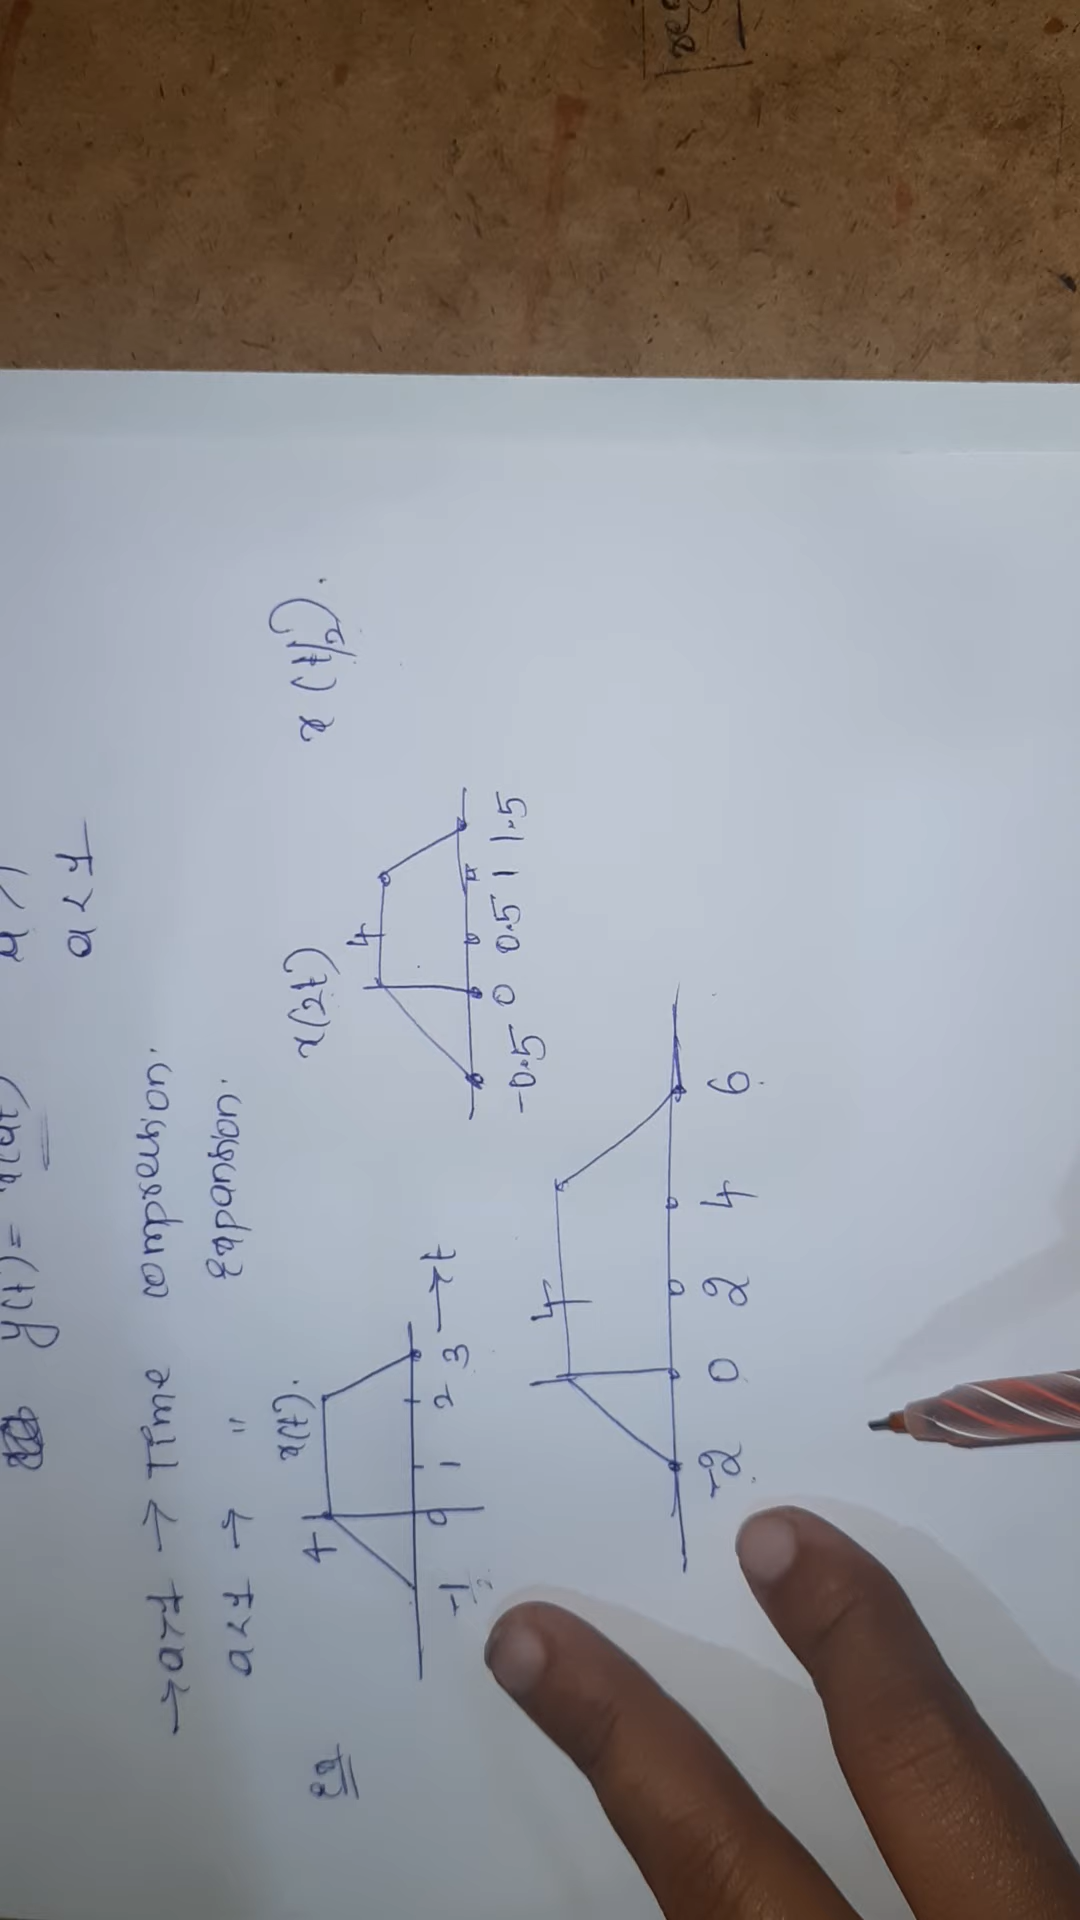 y(t) = x(at) a > 1
a < 1
→ a>1 → Time compression.
a<1 → " Expansion.
Eg
x(t).
4
-1 0 1 2 3 → t
x(2t)
4
-0.5 0 0.5 1 1.5
x(t/2).
4
-2 0 2 4 6